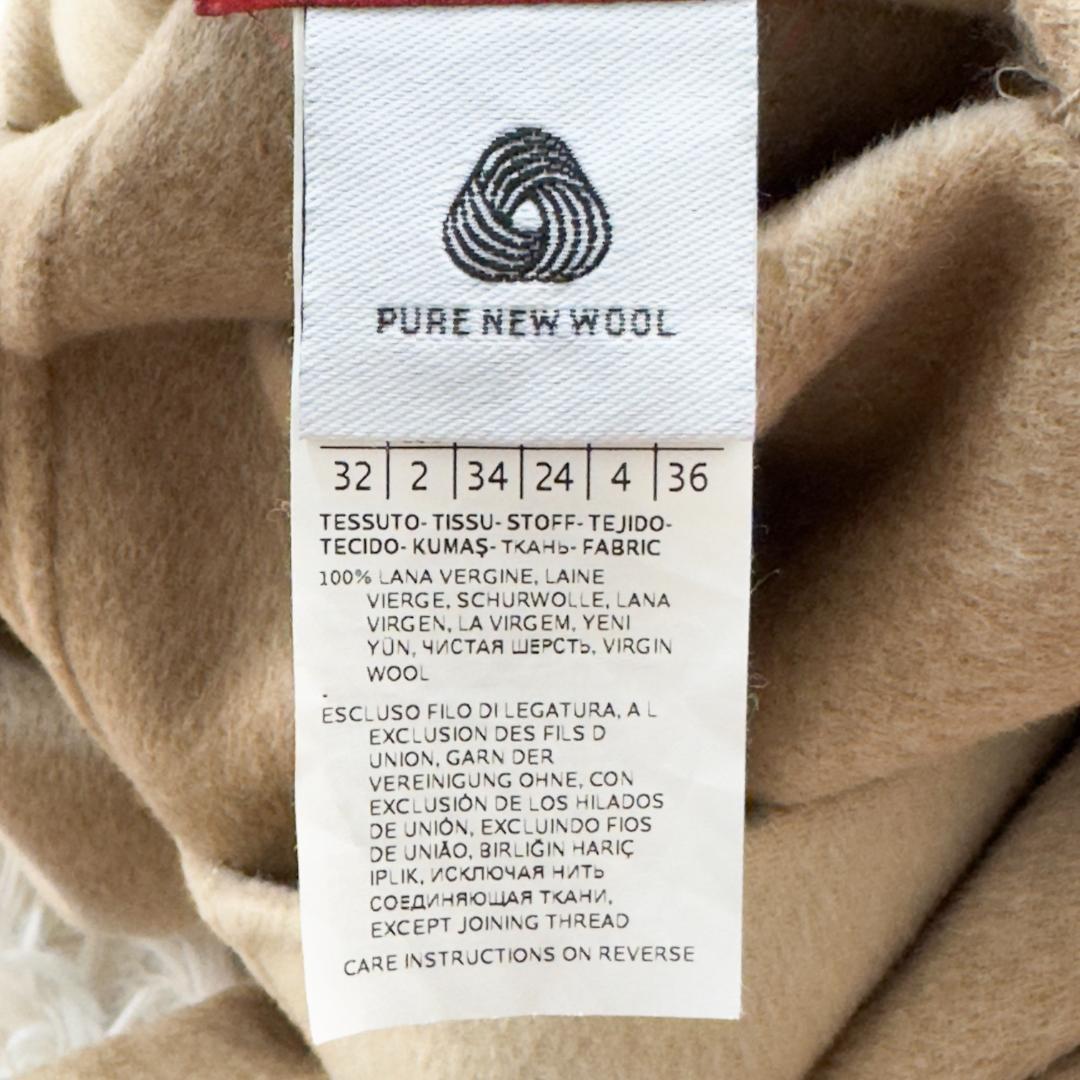 PURE NEW WOOL
32 | 2 | 34 | 24 | 4 | 36
TESSUTO- TISSU- STOFF- TEJIDO-
TECIDO- KUMAŞ- ТКАНЬ- FABRIC
100% LANA VERGINE, LAINE
VIERGE, SCHURWOLLE, LANA
VIRGEN, LA VIRGEM, YENI
YÜN, ЧИСТАЯ ШЕРСТЬ, VIRGIN
WOOL
ESCLUSO FILO DI LEGATURA, A L
EXCLUSION DES FILS D
UNION, GARN DER
VEREINIGUNG OHNE, CON
EXCLUSIÓN DE LOS HILADOS
DE UNIÓN, EXCLUINDO FIOS
DE UNIÃO, BIRLIĞIN HARIÇ
IPLIK, ИСКЛЮЧАЯ НИТЬ
СОЕДИНЯЮЩАЯ ТКАНИ,
EXCEPT JOINING THREAD
CARE INSTRUCTIONS ON REVERSE